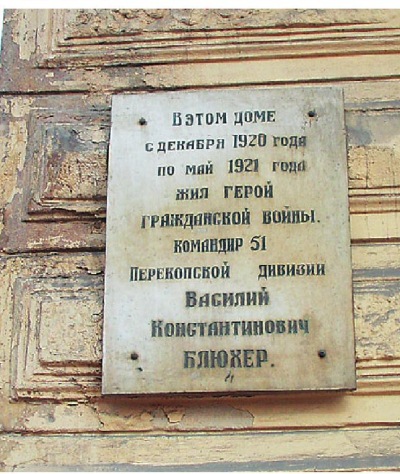 В ЭТОМ ДОМЕ
С ДЕКАБРЯ 1920 ГОДА
ПО МАЙ 1921 ГОДА
ЖИЛ ГЕРОЙ
ГРАЖДАНСКОЙ ВОЙНЫ.
КОМАНДИР 51
ПЕРЕКОПСКОЙ ДИВИЗИИ
ВАСИЛИЙ
КОНСТАНТИНОВИЧ
БЛЮХЕР.